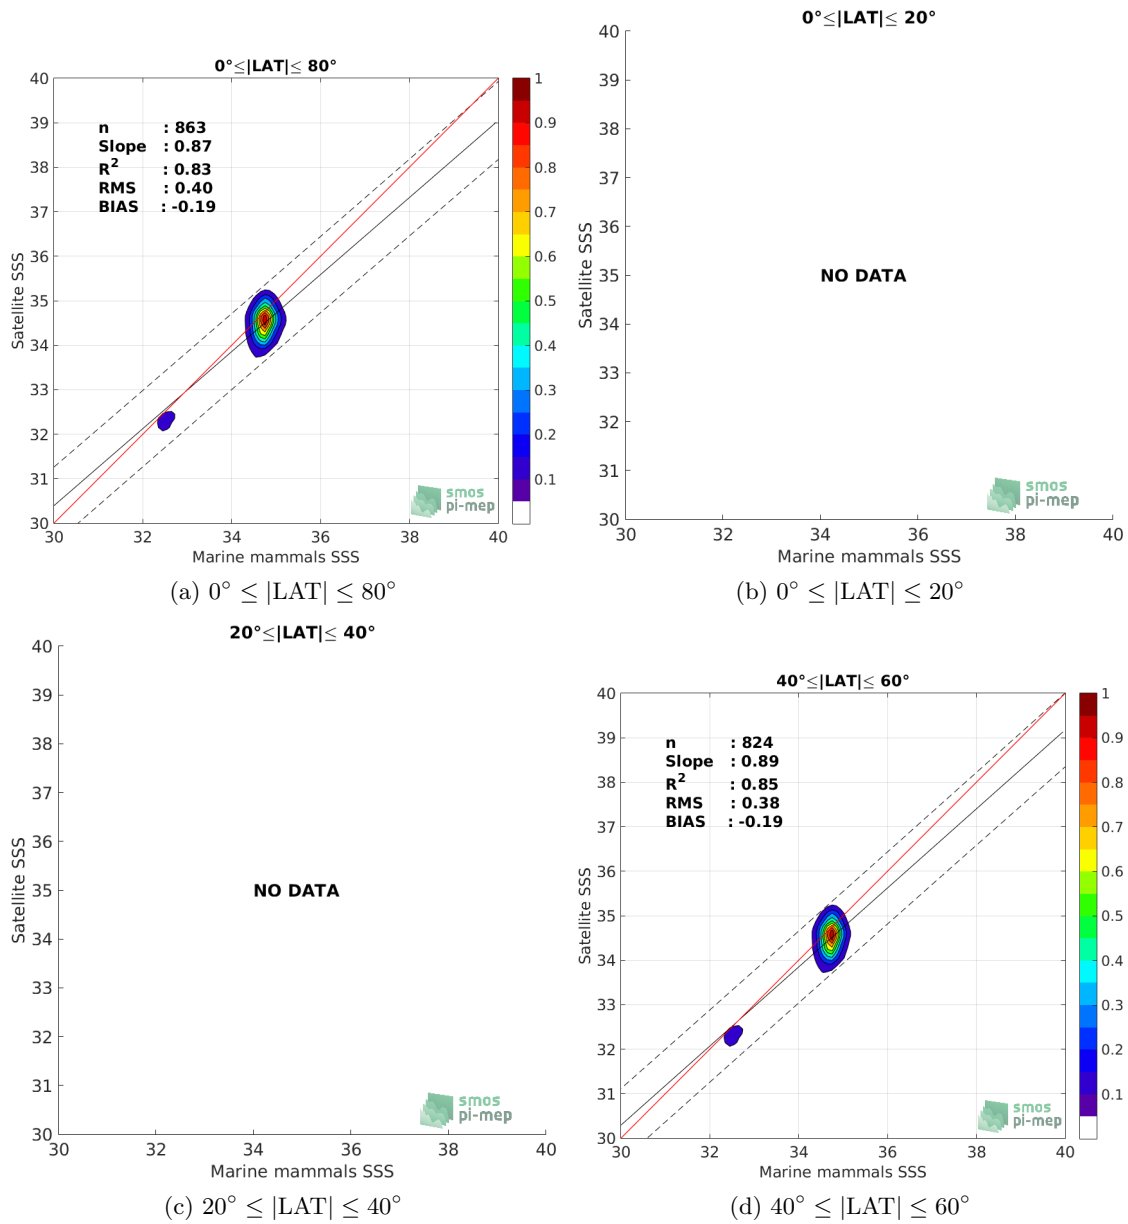 0°≤|LAT|≤ 80°
40
39
38
37
36
35
34
33
32
31
30
n : 863
Slope : 0.87
R2 : 0.83
RMS : 0.40
BIAS : -0.19
Satellite SSS
smos
pi-mep
30 32 34 36 38 40
Marine mammals SSS
1
0.9
0.8
0.7
0.6
0.5
0.4
0.3
0.2
0.1
(a) 0° ≤ |LAT| ≤ 80°
0°≤|LAT|≤ 20°
40
39
38
37
36
35
34
33
32
31
30
Satellite SSS
NO DATA
smos
pi-mep
30 32 34 36 38 40
Marine mammals SSS
(b) 0° ≤ |LAT| ≤ 20°
20°≤|LAT|≤ 40°
40
39
38
37
36
35
34
33
32
31
30
Satellite SSS
NO DATA
smos
pi-mep
30 32 34 36 38 40
Marine mammals SSS
(c) 20° ≤ |LAT| ≤ 40°
40°≤|LAT|≤ 60°
40
39
38
37
36
35
34
33
32
31
30
n : 824
Slope : 0.89
R2 : 0.85
RMS : 0.38
BIAS : -0.19
Satellite SSS
smos
pi-mep
30 32 34 36 38 40
Marine mammals SSS
1
0.9
0.8
0.7
0.6
0.5
0.4
0.3
0.2
0.1
(d) 40° ≤ |LAT| ≤ 60°